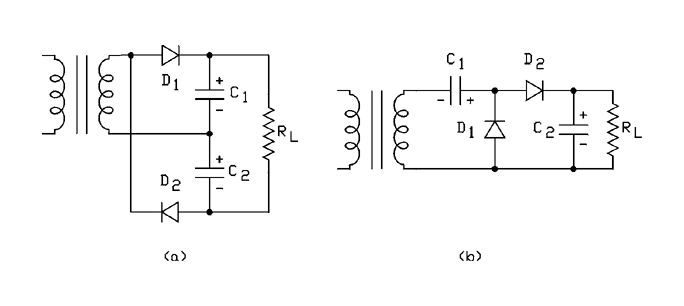 D1
+
C1
-
RL
+
C2
-
D2
(a)
C1
- +
D2
D1
+
C2
-
RL
(b)